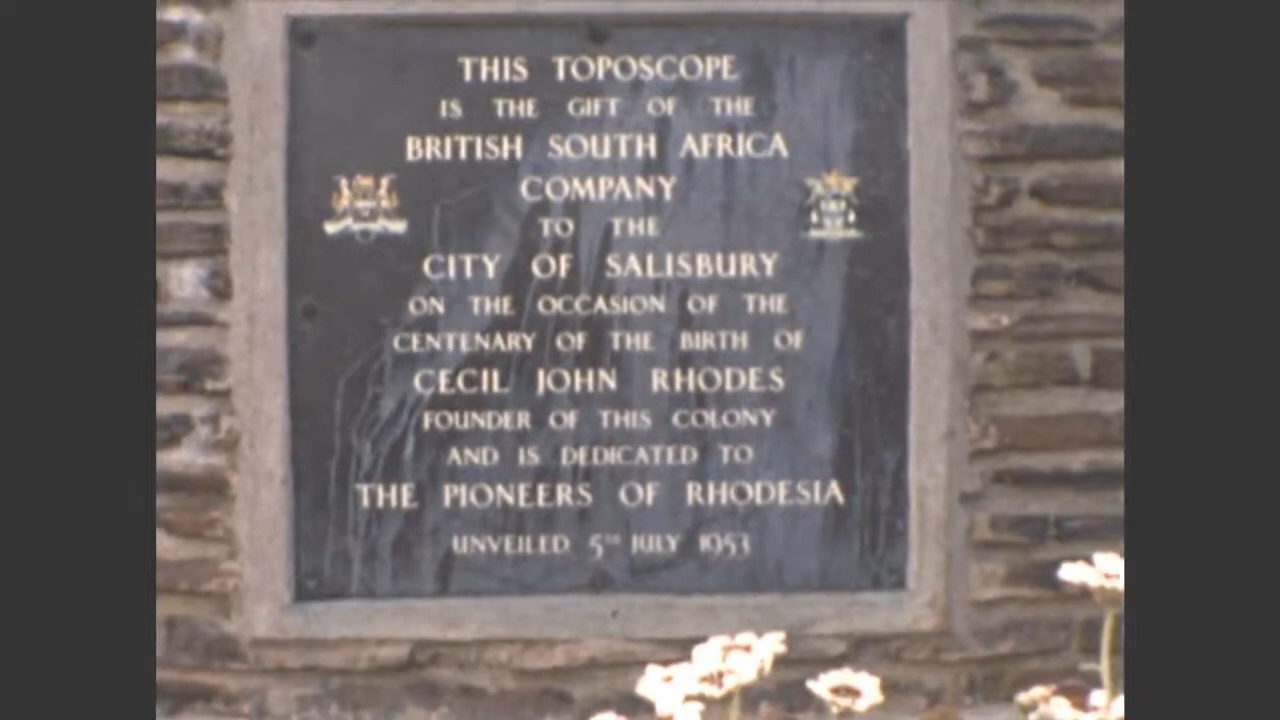 THIS TOPOSCOPE
IS THE GIFT OF THE
BRITISH SOUTH AFRICA
COMPANY
TO THE
CITY OF SALISBURY
ON THE OCCASION OF THE
CENTENARY OF THE BIRTH OF
CECIL JOHN RHODES
FOUNDER OF THIS COLONY
AND IS DEDICATED TO
THE PIONEERS OF RHODESIA
UNVEILED 5TH JULY 1953